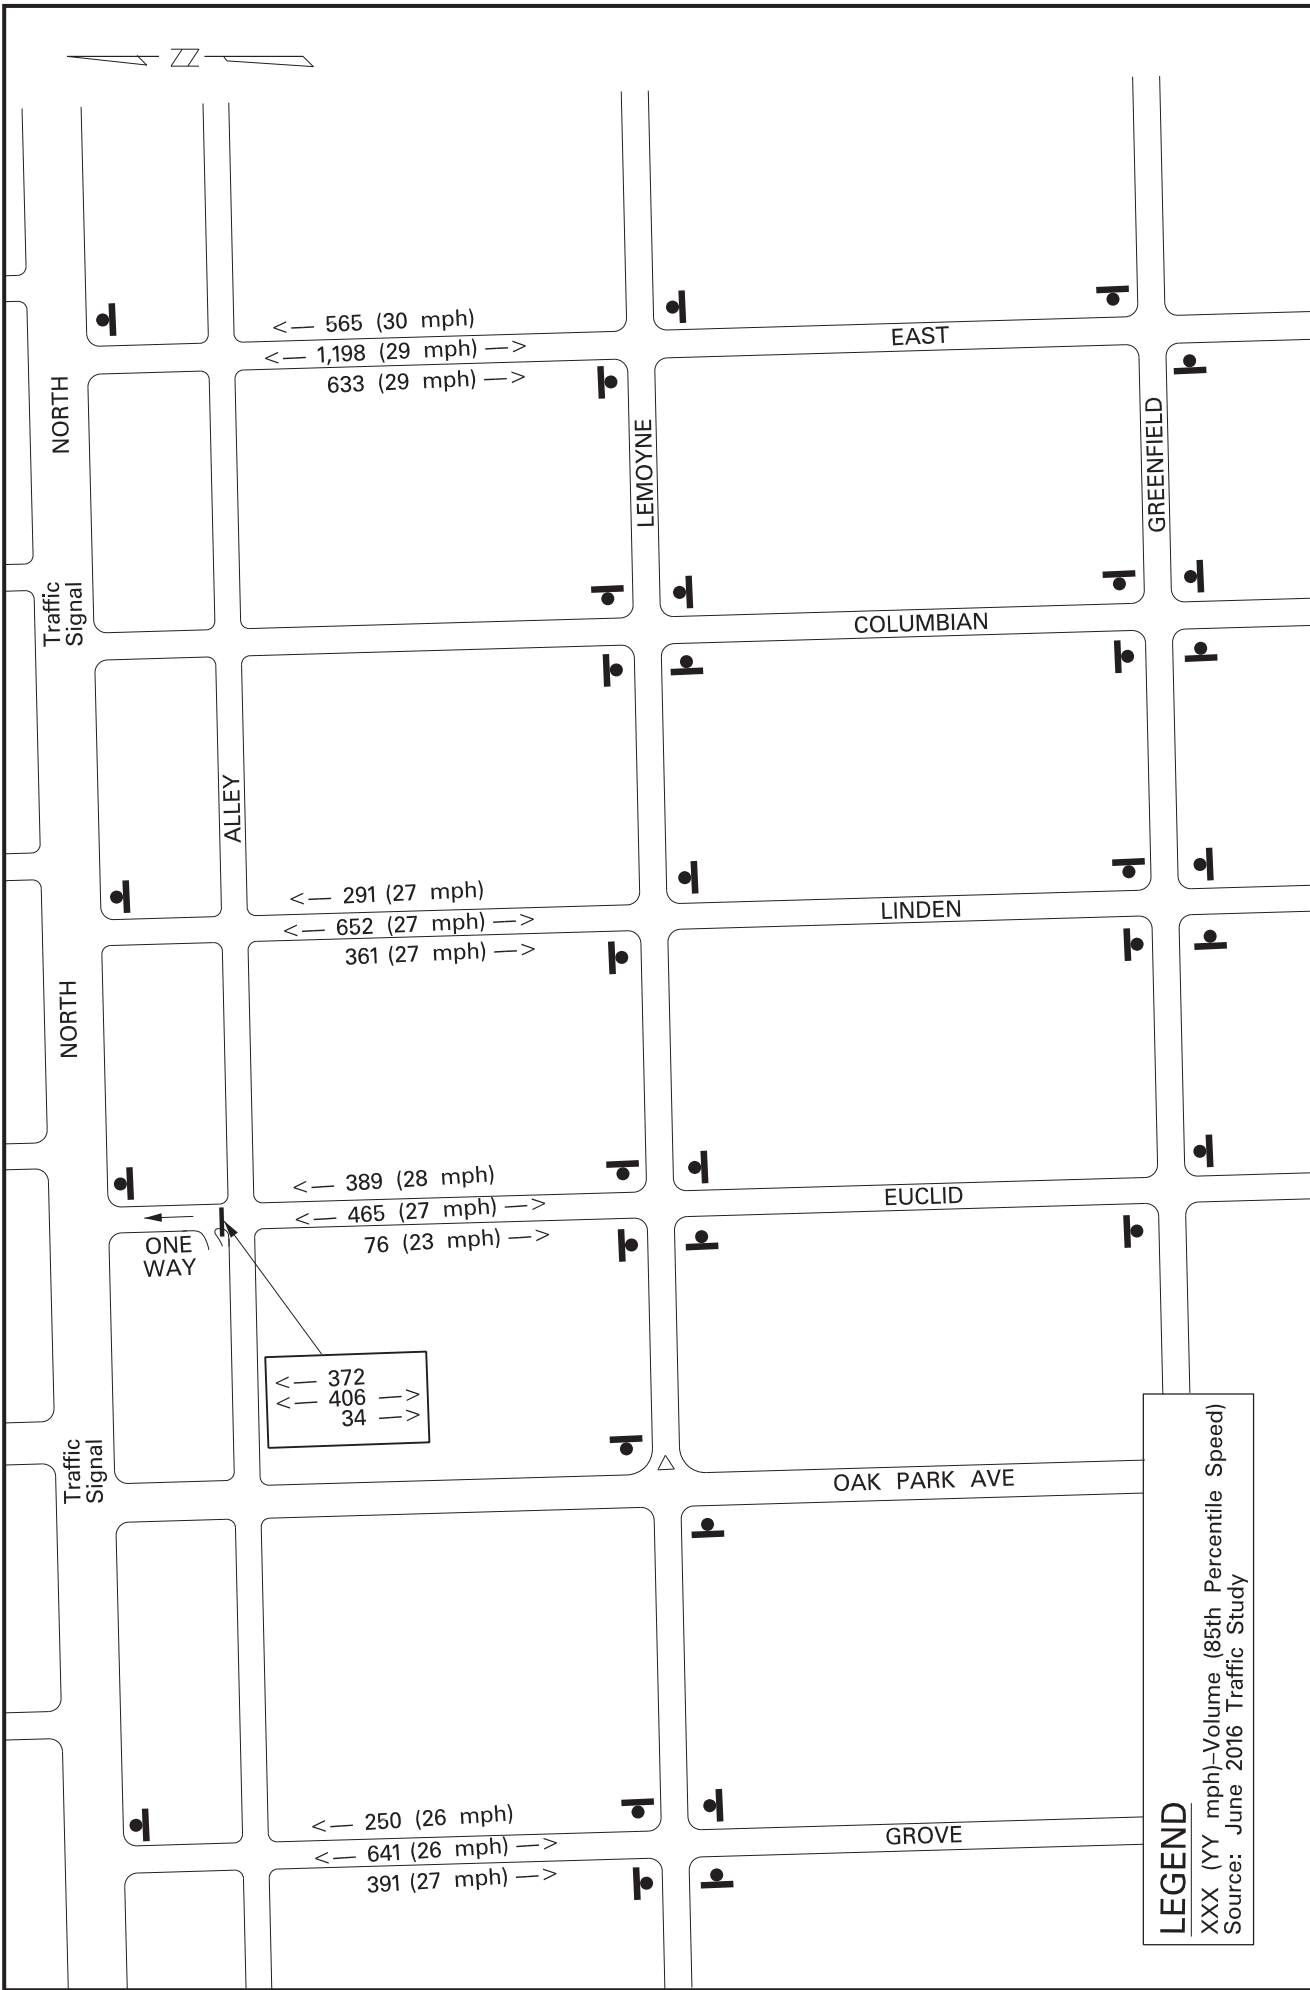 N
<— 565 (30 mph)
<— 1,198 (29 mph) —>
633 (29 mph) —>
EAST
NORTH
LEMOYNE
GREENFIELD
Traffic
Signal
COLUMBIAN
ALLEY
<— 291 (27 mph)
<— 652 (27 mph) —>
361 (27 mph) —>
LINDEN
NORTH
<— 389 (28 mph)
<— 465 (27 mph) —>
76 (23 mph) —>
EUCLID
ONE
WAY
<— 372
<— 406 —>
34 —>
Traffic
Signal
OAK PARK AVE
<— 250 (26 mph)
<— 641 (26 mph) —>
391 (27 mph) —>
GROVE
LEGEND
XXX (YY mph)–Volume (85th Percentile Speed)
Source: June 2016 Traffic Study